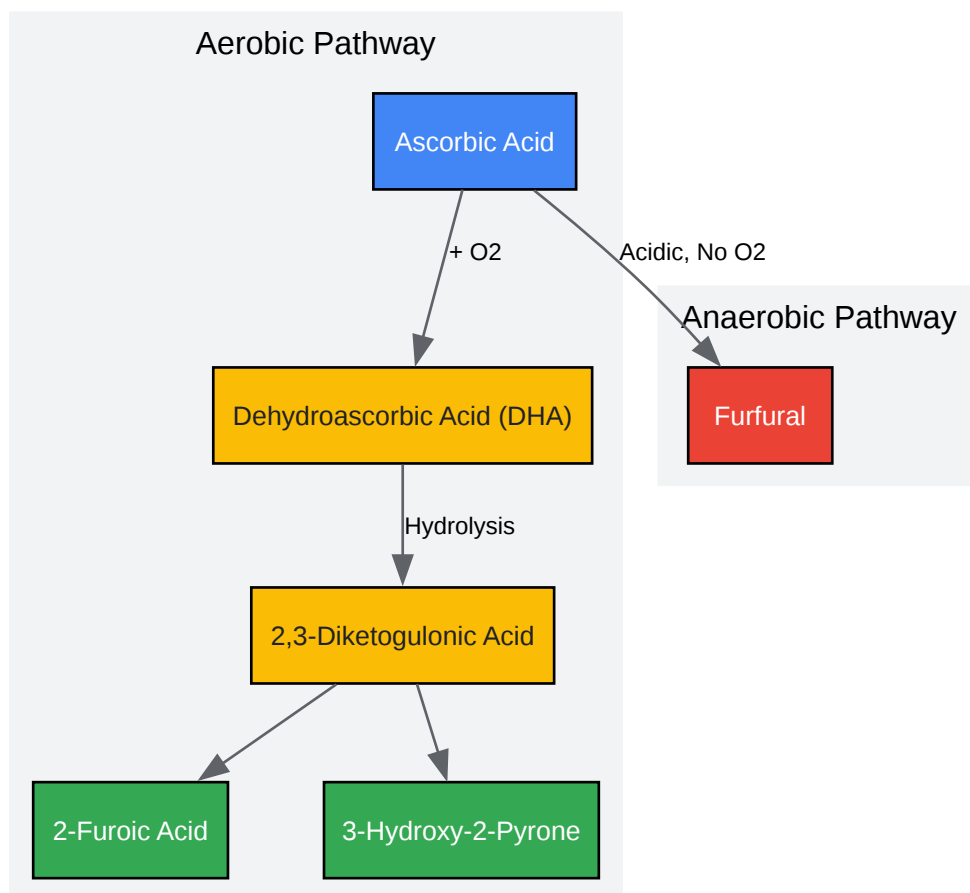 Aerobic Pathway
Ascorbic Acid
+ O2
Acidic, No O2
Anaerobic Pathway
Dehydroascorbic Acid (DHA)
Furfural
Hydrolysis
2,3-Diketogulonic Acid
2-Furoic Acid
3-Hydroxy-2-Pyrone